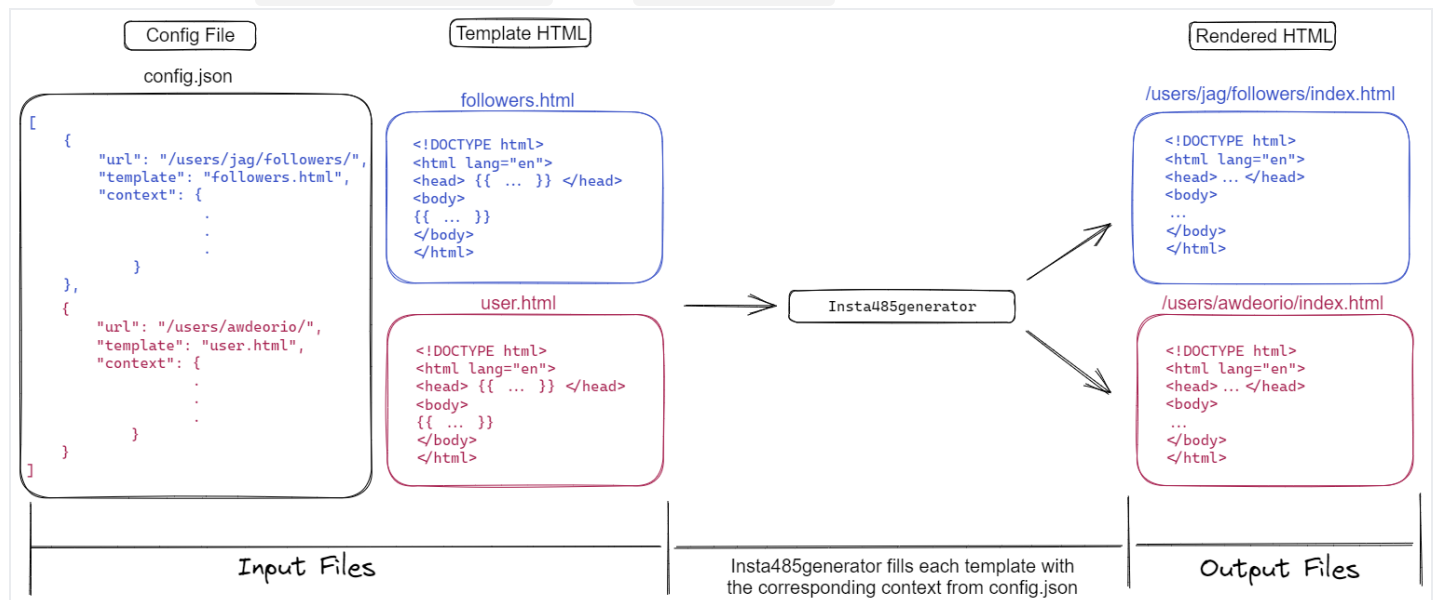 Config File
config.json
[
    {
        "url": "/users/jag/followers/",
        "template": "followers.html",
        "context": {
                    .
                    .
                    .
            }
    },
    {
        "url": "/users/awdeorio/",
        "template": "user.html",
        "context": {
                    .
                    .
                    .
            }
    }
]
Template HTML
followers.html
<!DOCTYPE html>
<html lang="en">
<head> {{ ... }} </head>
<body>
{{ ... }}
</body>
</html>
user.html
<!DOCTYPE html>
<html lang="en">
<head> {{ ... }} </head>
<body>
{{ ... }}
</body>
</html>
Insta485generator
Rendered HTML
/users/jag/followers/index.html
<!DOCTYPE html>
<html lang="en">
<head> ... </head>
<body>
...
</body>
</html>
/users/awdeorio/index.html
<!DOCTYPE html>
<html lang="en">
<head> ... </head>
<body>
...
</body>
</html>
Input Files
Insta485generator fills each template with
the corresponding context from config.json
Output Files